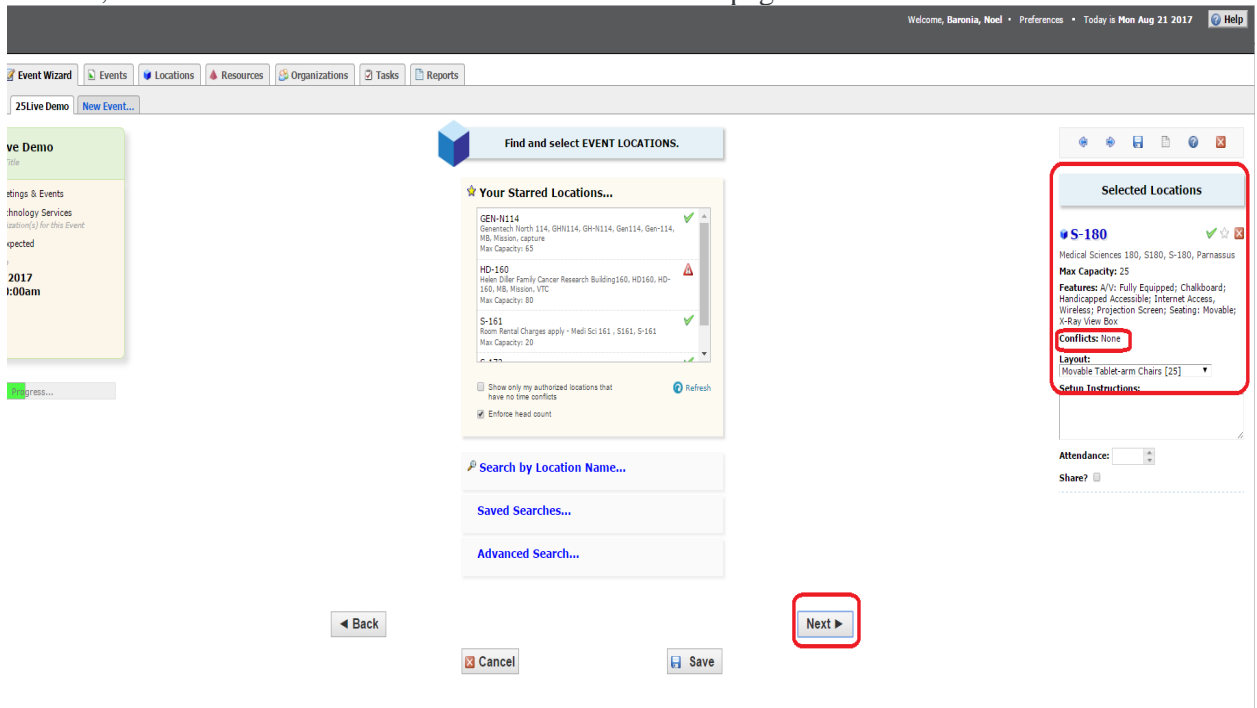 Welcome, Baronia, Noel • Preferences • Today is Mon Aug 21 2017 Help
Event Wizard Events Locations Resources Organizations Tasks Reports
25Live Demo New Event...
ve Demo
Title
etings & Events
chnology Services
ization(s) for this Event
xpected
2017
0:00am
Progress...
Find and select EVENT LOCATIONS.
Your Starred Locations...
GEN-N114
Genentech North 114, GHN114, GH-N114, Gen114, Gen-114,
MB, Mission, capture
Max Capacity: 65
HD-160
Helen Diller Family Cancer Research Building160, HD160, HD-
160, MB, Mission, VTC
Max Capacity: 80
S-161
Room Rental Charges apply - Medi Sci 161 , S161, S-161
Max Capacity: 20
Show only my authorized locations that
have no time conflicts
Refresh
Enforce head count
Search by Location Name...
Saved Searches...
Advanced Search...
Back
Next
Cancel
Save
Selected Locations
S-180
Medical Sciences 180, S180, S-180, Parnassus
Max Capacity: 25
Features: A/V: Fully Equipped; Chalkboard;
Handicapped Accessible; Internet Access,
Wireless; Projection Screen; Seating: Movable;
X-Ray View Box
Conflicts: None
Layout:
Movable Tablet-arm Chairs [25]
Setup Instructions:
Attendance:
Share?